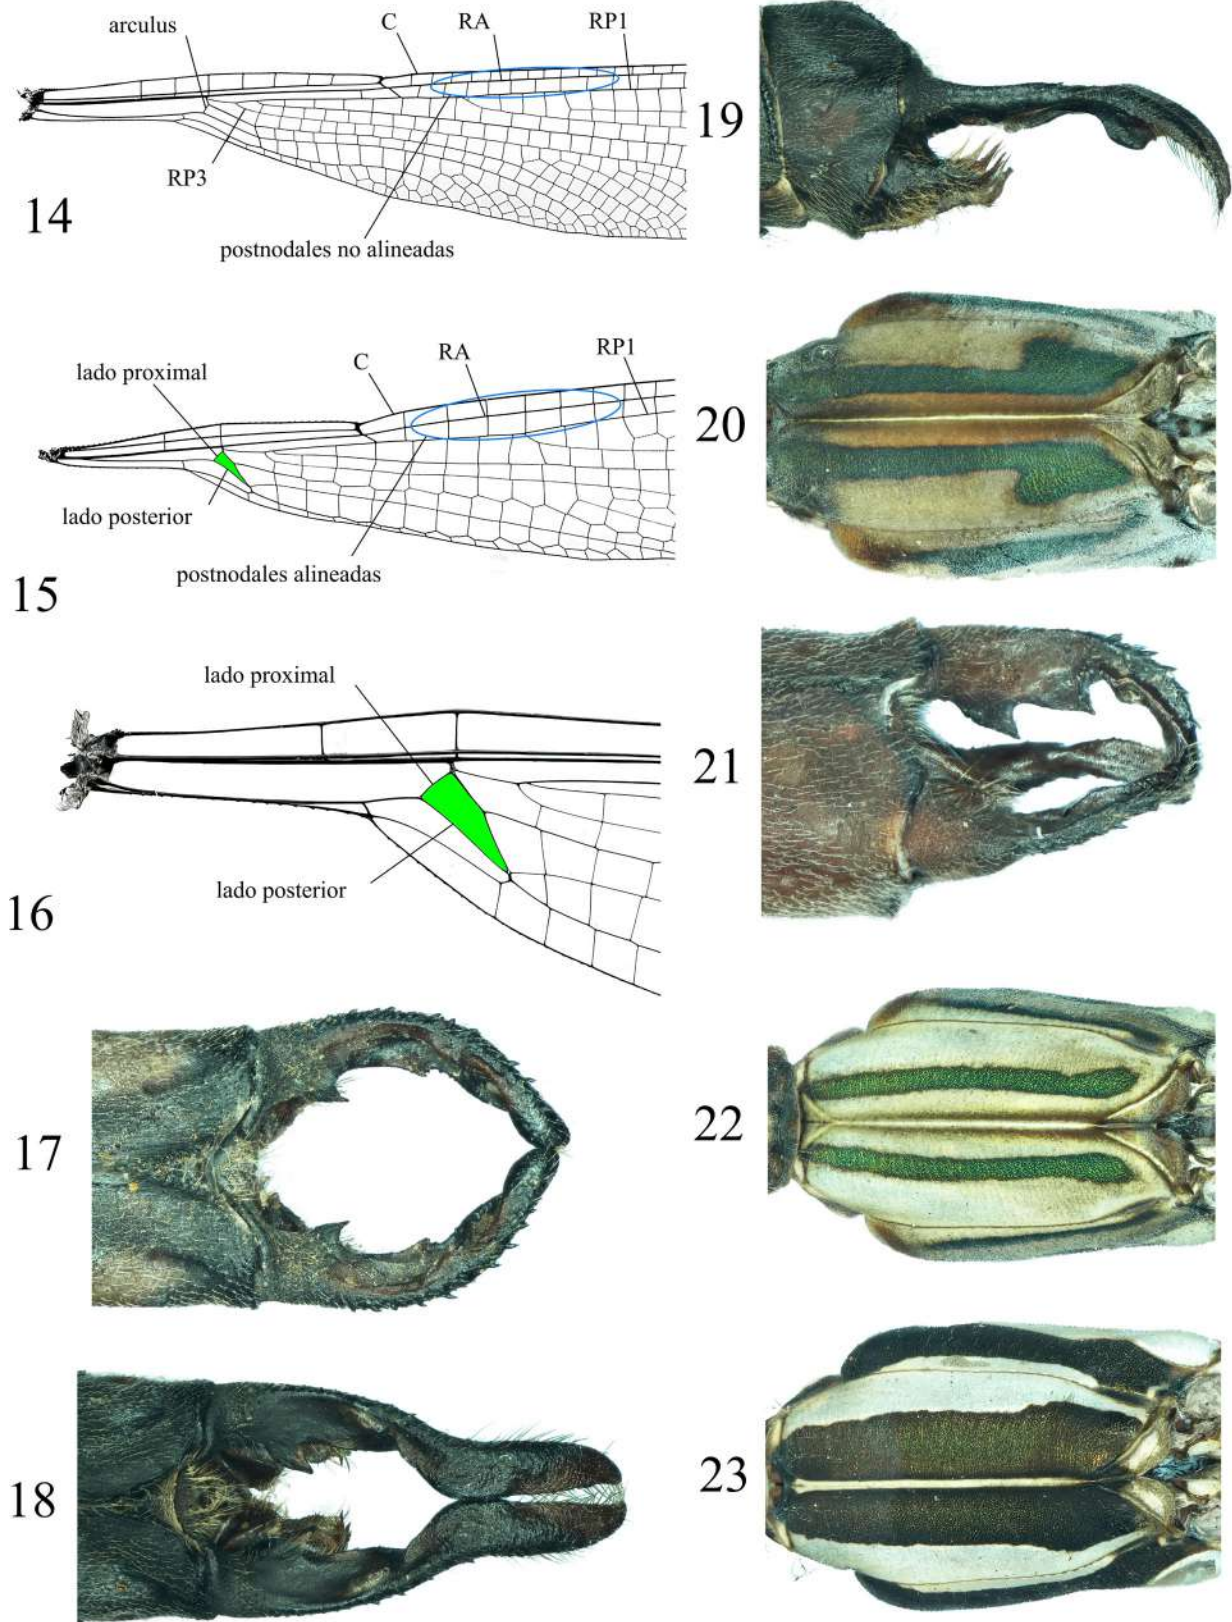 arculus
C
RA
RP1
RP3
14
postnodales no alineadas
lado proximal
C
RA
RP1
lado posterior
postnodales alineadas
15
lado proximal
lado posterior
16
17
18
19
20
21
22
23